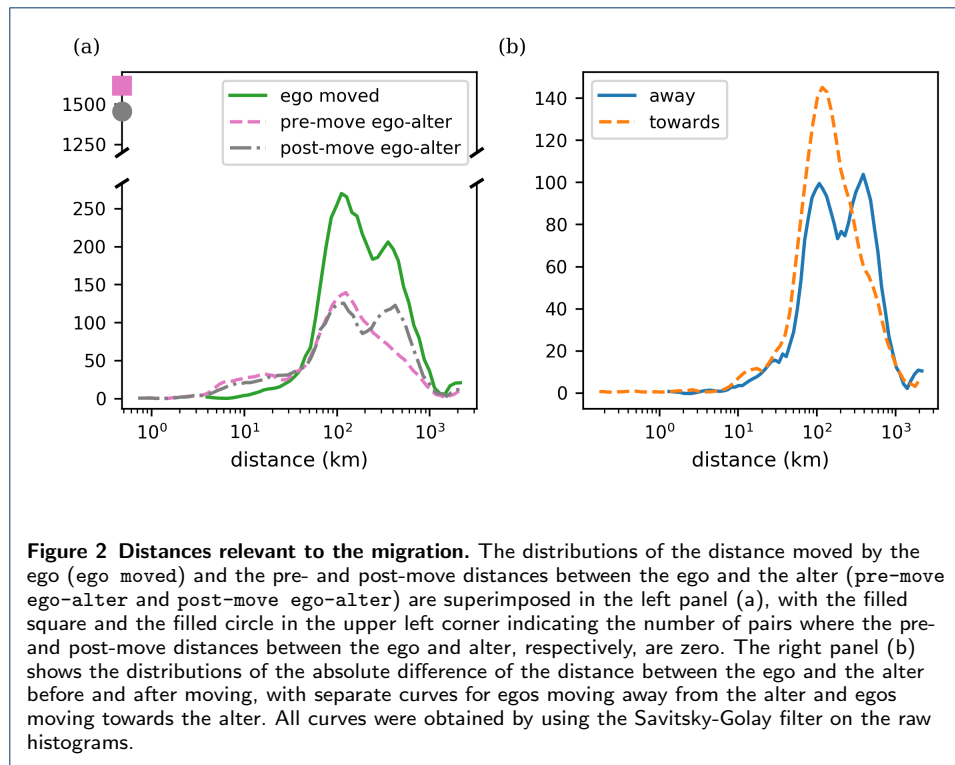 (a)
(b)
1500
1250
250
200
150
100
50
0
ego moved
pre-move ego-alter
post-move ego-alter
10⁰
10¹
10²
10³
distance (km)
140
120
100
80
60
40
20
0
away
towards
10⁰
10¹
10²
10³
distance (km)
Figure 2 Distances relevant to the migration. The distributions of the distance moved by the
ego (ego moved) and the pre- and post-move distances between the ego and the alter (pre-move
ego-alter and post-move ego-alter) are superimposed in the left panel (a), with the filled
square and the filled circle in the upper left corner indicating the number of pairs where the pre-
and post-move distances between the ego and alter, respectively, are zero. The right panel (b)
shows the distributions of the absolute difference of the distance between the ego and the alter
before and after moving, with separate curves for egos moving away from the alter and egos
moving towards the alter. All curves were obtained by using the Savitsky-Golay filter on the raw
histograms.